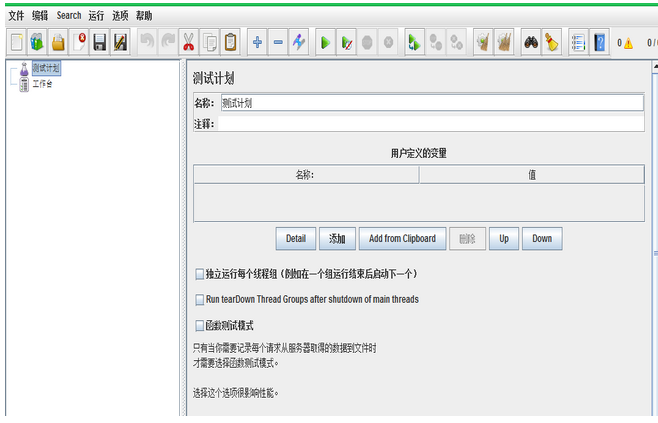 文件 编辑 Search 运行 选项 帮助
0 0/
测试计划
工作台
测试计划
名称： 测试计划
注释：
用户定义的变量
名称: 值
Detail 添加 Add from Clipboard 删除 Up Down
独立运行每个线程组（例如在一个组运行结束后启动下一个）
Run tearDown Thread Groups after shutdown of main threads
函数测试模式
只有当你需要记录每个请求从服务器取得的数据到文件时
才需要选择函数测试模式。
选择这个选项很影响性能。